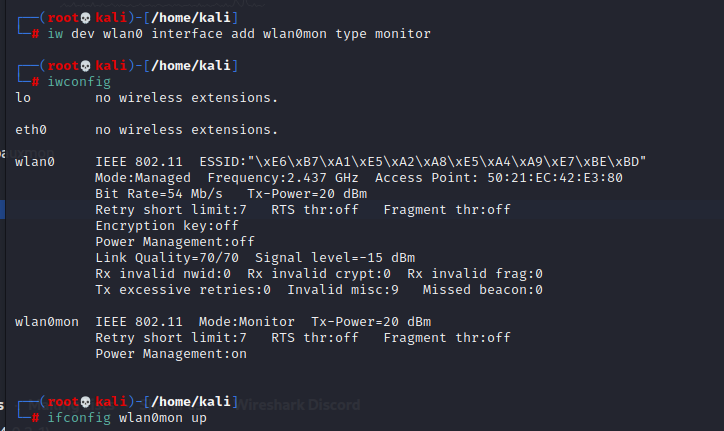 ┌──(root💀kali)-[/home/kali]
└─# iw dev wlan0 interface add wlan0mon type monitor
┌──(root💀kali)-[/home/kali]
└─# iwconfig
lo        no wireless extensions.
eth0      no wireless extensions.
wlan0     IEEE 802.11  ESSID:"\xE6\xB7\xA1\xE5\xA2\xA8\xE5\xA4\xA9\xE7\xBE\xBD"
          Mode:Managed  Frequency:2.437 GHz  Access Point: 50:21:EC:42:E3:80
          Bit Rate=54 Mb/s   Tx-Power=20 dBm
          Retry short limit:7   RTS thr:off   Fragment thr:off
          Encryption key:off
          Power Management:off
          Link Quality=70/70  Signal level=-15 dBm
          Rx invalid nwid:0  Rx invalid crypt:0  Rx invalid frag:0
          Tx excessive retries:0  Invalid misc:9   Missed beacon:0
wlan0mon  IEEE 802.11  Mode:Monitor  Tx-Power=20 dBm
          Retry short limit:7   RTS thr:off   Fragment thr:off
          Power Management:on
┌──(root💀kali)-[/home/kali]
Wireshark Discord
└─# ifconfig wlan0mon up